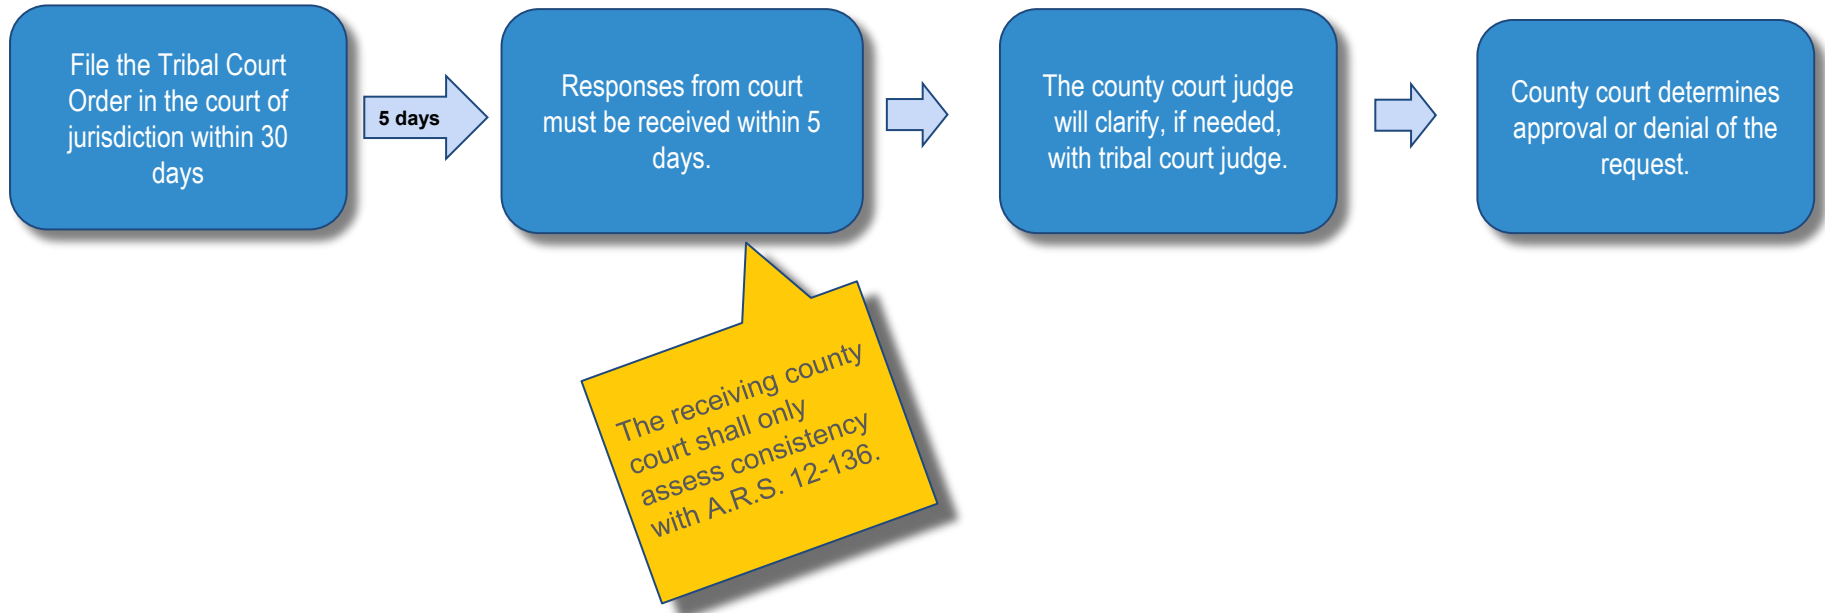 File the Tribal Court
Order in the court of
jurisdiction within 30
days
5 days
Responses from court
must be received within 5
days.
The county court judge
will clarify, if needed,
with tribal court judge.
County court determines
approval or denial of the
request.
The receiving county
court shall only
assess consistency
with A.R.S. 12-136.